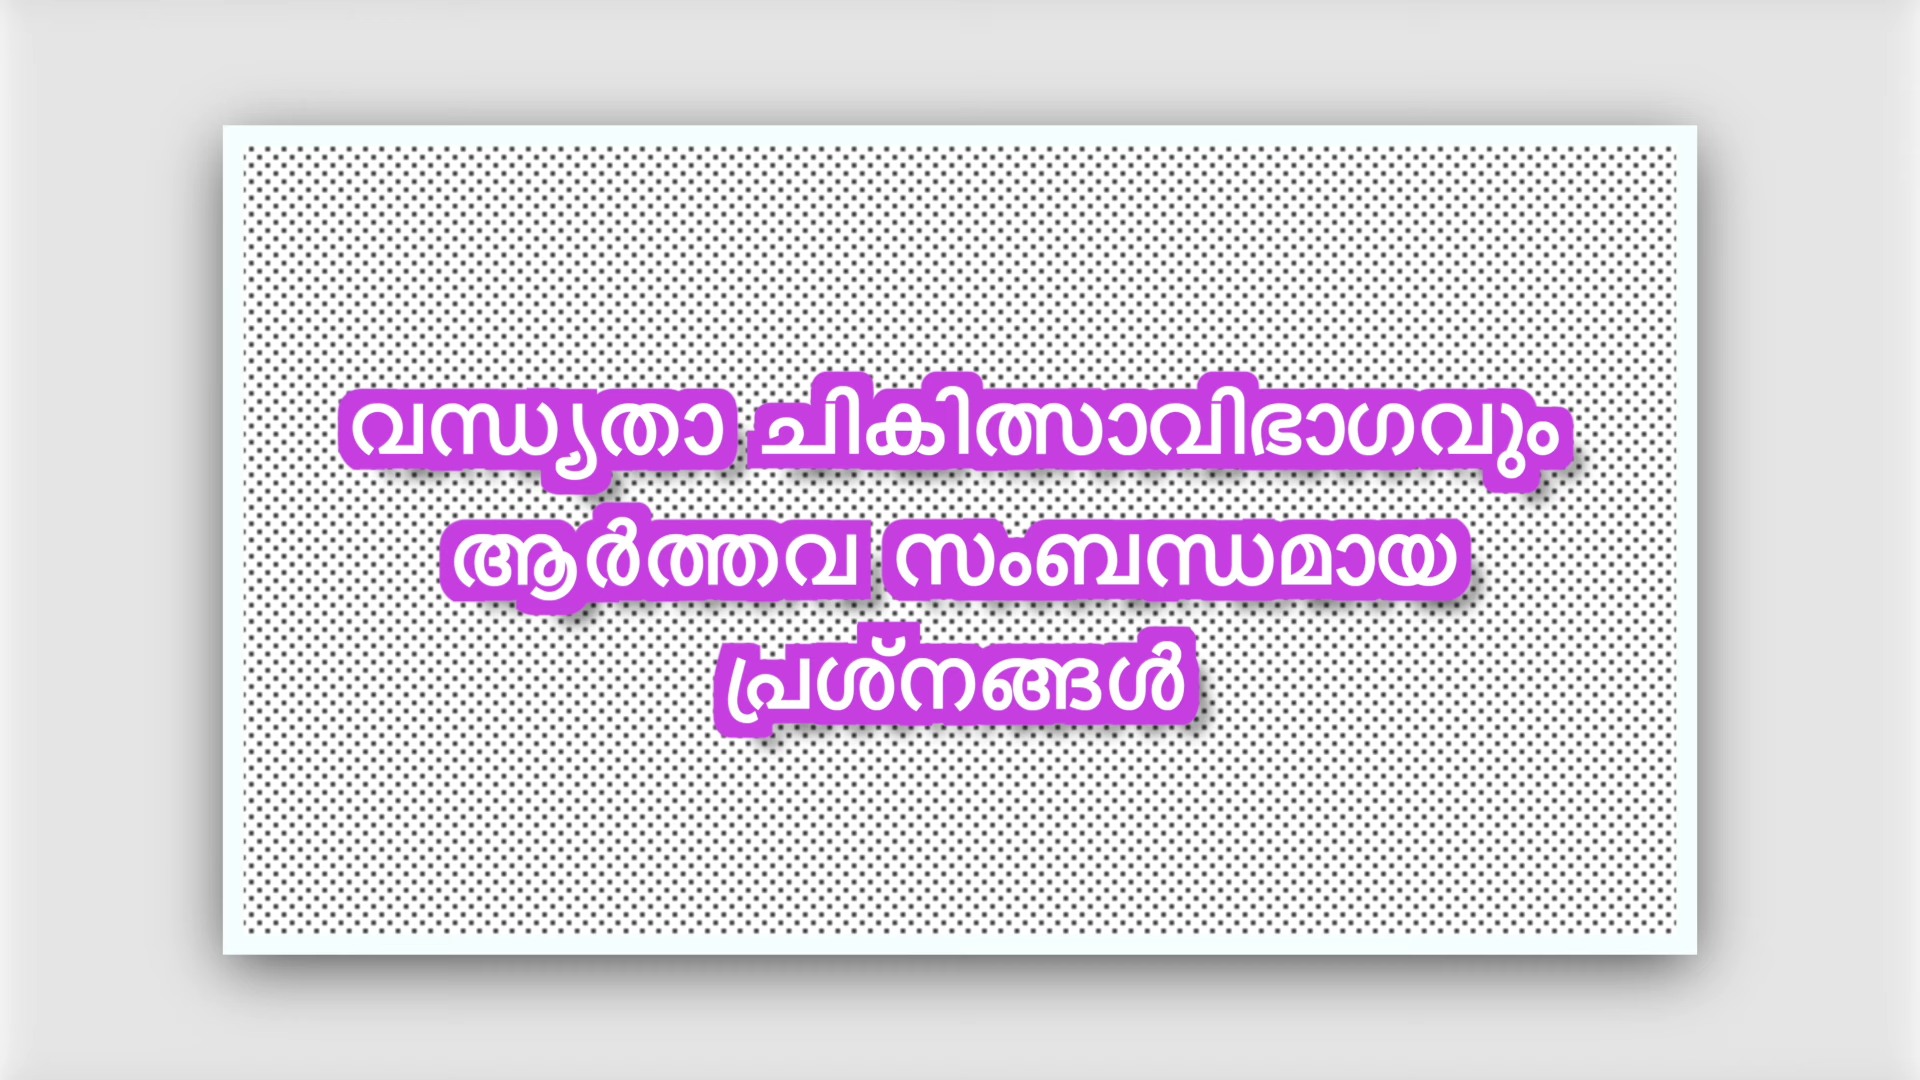 വന്ധ്യതാ ചികിത്സാവിഭാഗവും
ആർത്തവ സംബന്ധമായ
പ്രശ്നങ്ങൾ